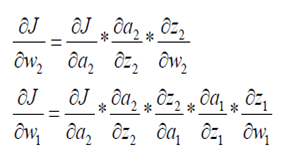 ∂J/∂w₂ = ∂J/∂a₂ * ∂a₂/∂z₂ * ∂z₂/∂w₂
∂J/∂w₁ = ∂J/∂a₂ * ∂a₂/∂z₂ * ∂z₂/∂a₁ * ∂a₁/∂z₁ * ∂z₁/∂w₁